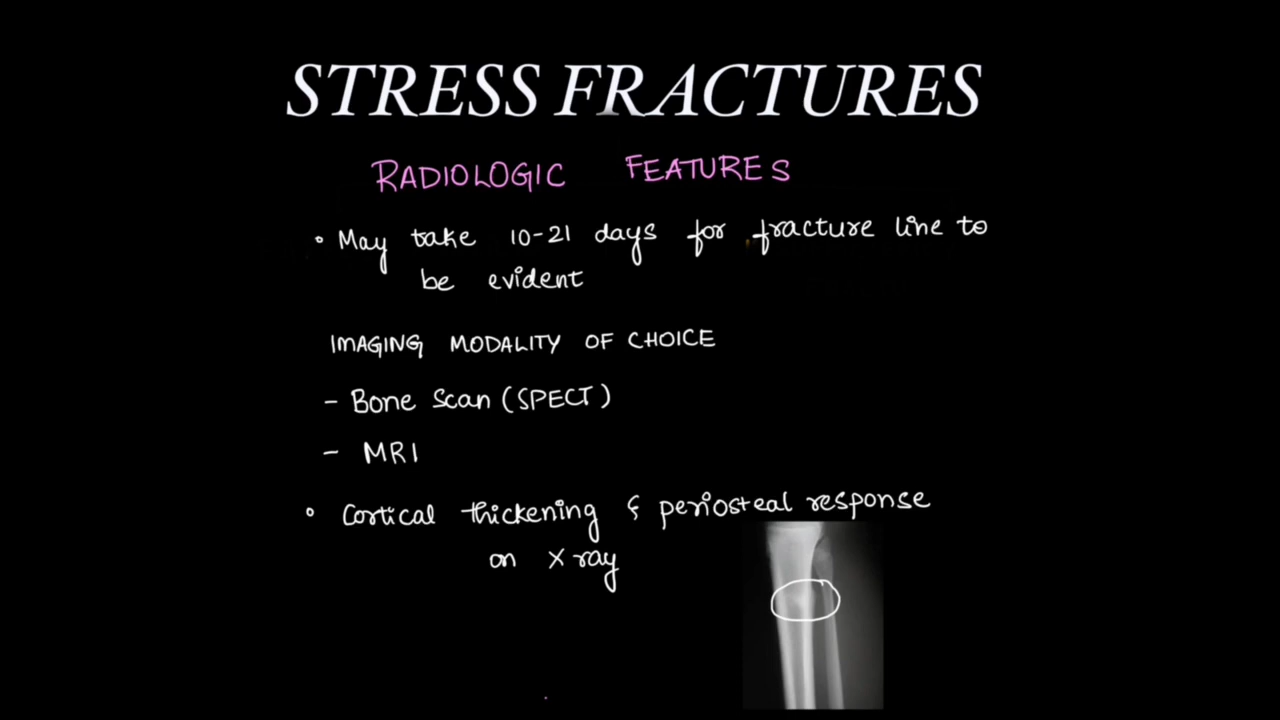 STRESS FRACTURES
RADIOLOGIC FEATURES
• May take 10-21 days for fracture line to
be evident
IMAGING MODALITY OF CHOICE
- Bone Scan (SPECT)
- MRI
• Cortical thickening & periosteal response
on X ray